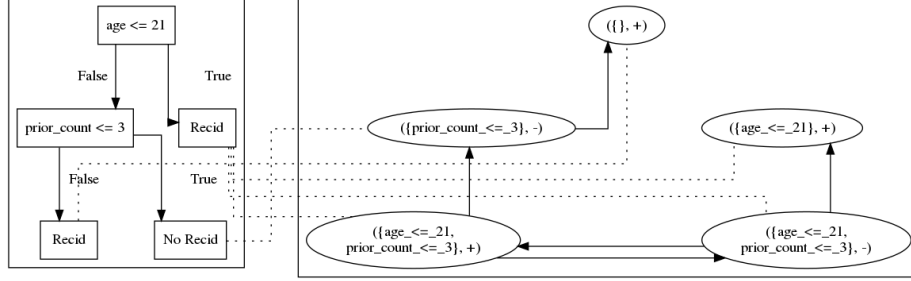 age <= 21
False
True
prior_count <= 3
Recid
False
True
Recid
No Recid
({}, +)
({prior_count_<=_3}, -)
({age_<=_21}, +)
({age_<=_21,
prior_count_<=_3}, +)
({age_<=_21,
prior_count_<=_3}, -)